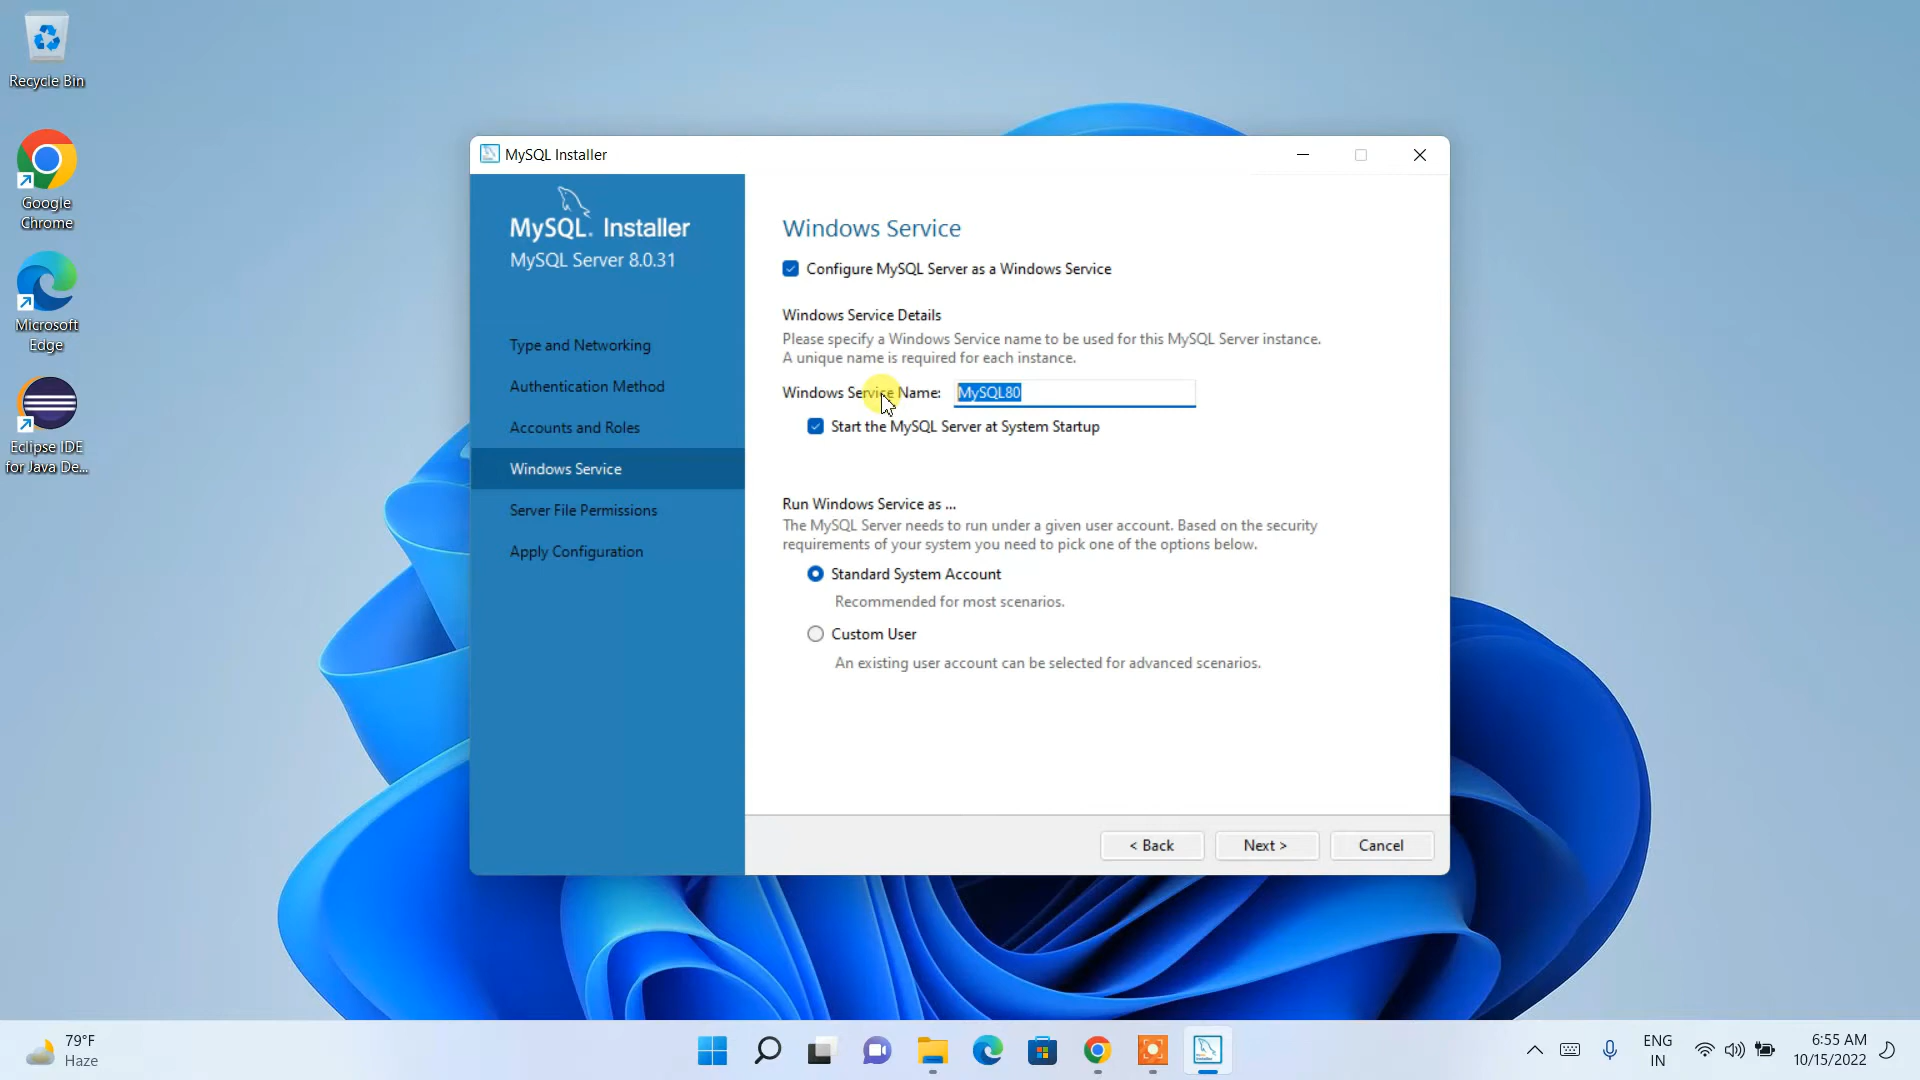 Recycle Bin
Google
Chrome
Microsoft
Edge
Eclipse IDE
for Java De...
MySQL Installer
MySQL. Installer
MySQL Server 8.0.31
Type and Networking
Authentication Method
Accounts and Roles
Windows Service
Server File Permissions
Apply Configuration
Windows Service
Configure MySQL Server as a Windows Service
Windows Service Details
Please specify a Windows Service name to be used for this MySQL Server instance.
A unique name is required for each instance.
Windows Service Name: MySQL80
Start the MySQL Server at System Startup
Run Windows Service as ...
The MySQL Server needs to run under a given user account. Based on the security
requirements of your system you need to pick one of the options below.
Standard System Account
Recommended for most scenarios.
Custom User
An existing user account can be selected for advanced scenarios.
< Back Next > Cancel
79°F
Haze
ENG
IN
6:55 AM
10/15/2022